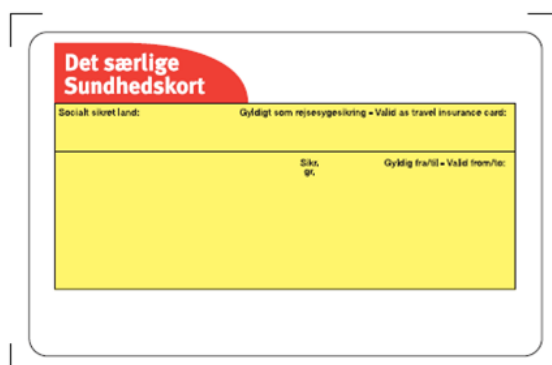 Det særlige
Sundhedskort
Socialt sikret land: Gyldigt som rejsesygesikring - Valid as travel insurance card:
Sikr. Gyldig fra/til - Valid from/to:
gr.